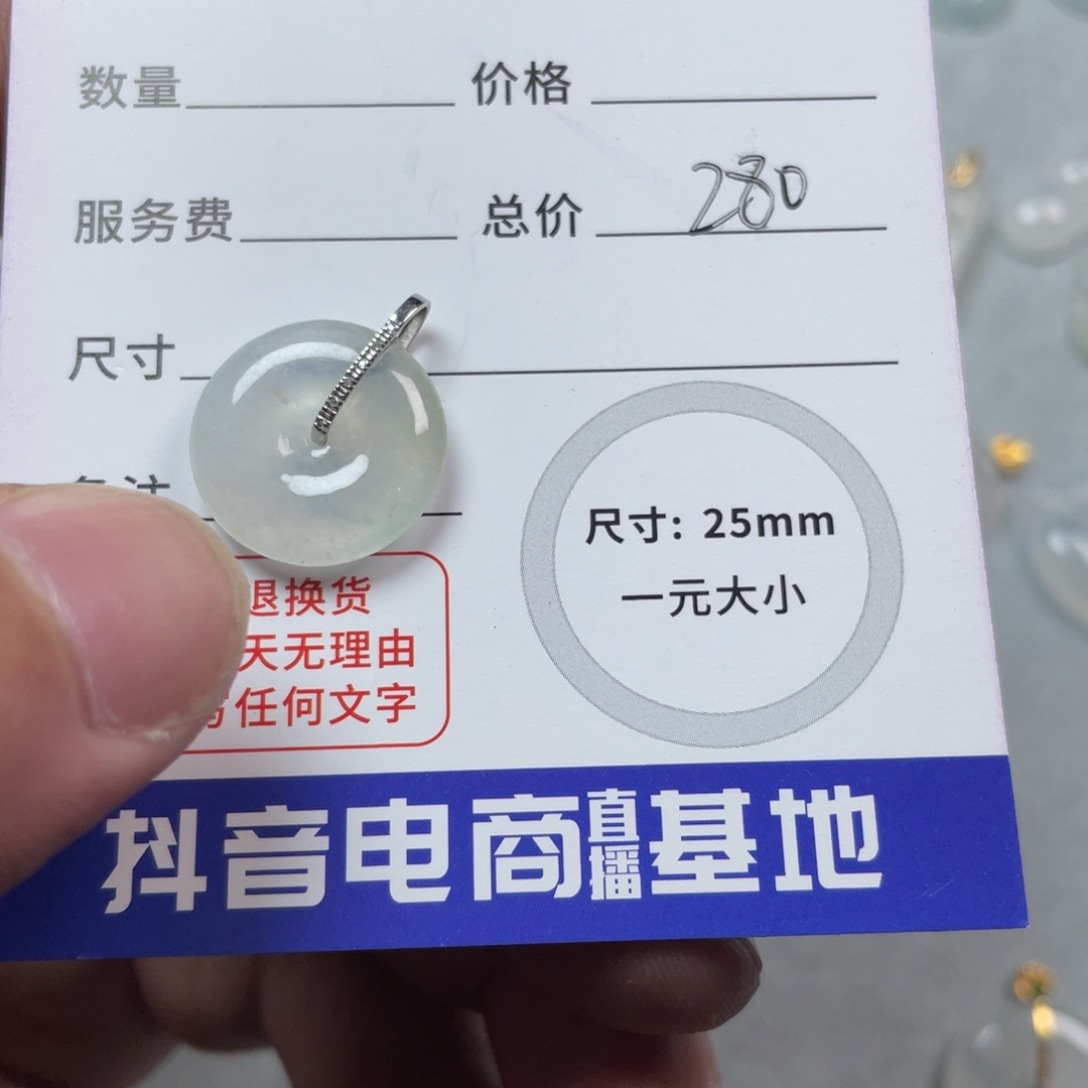 数量 价格
服务费 总价 280
尺寸
尺寸: 25mm
一元大小
退换货
天无理由
任何文字
抖音电商直播基地